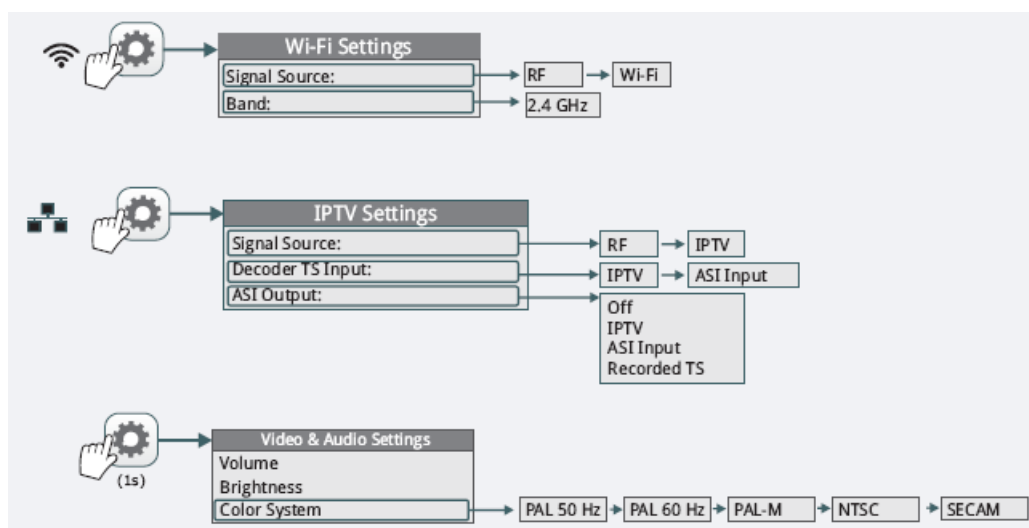 Wi-Fi Settings
Signal Source: RF Wi-Fi
Band: 2.4 GHz
IPTV Settings
Signal Source: RF IPTV
Decoder TS Input: IPTV ASI Input
ASI Output:
Off
IPTV
ASI Input
Recorded TS
(1s)
Video & Audio Settings
Volume
Brightness
Color System PAL 50 Hz PAL 60 Hz PAL-M NTSC SECAM